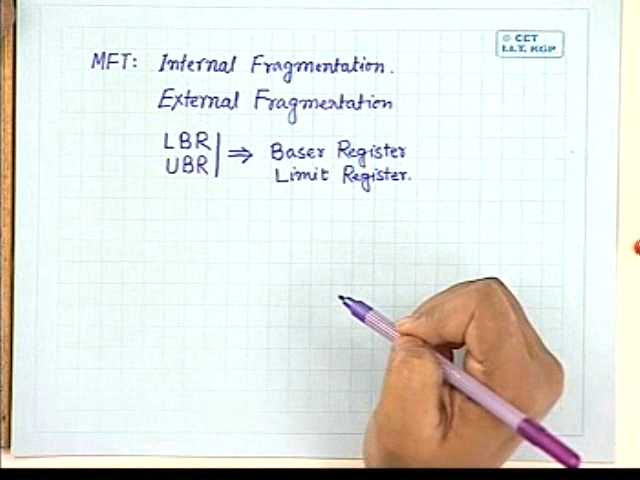 © CET
I.I.T. KGP
MFT: Internal Fragmentation.
External Fragmentation
LBR
UBR
⇒ Baser Register
Limit Register.